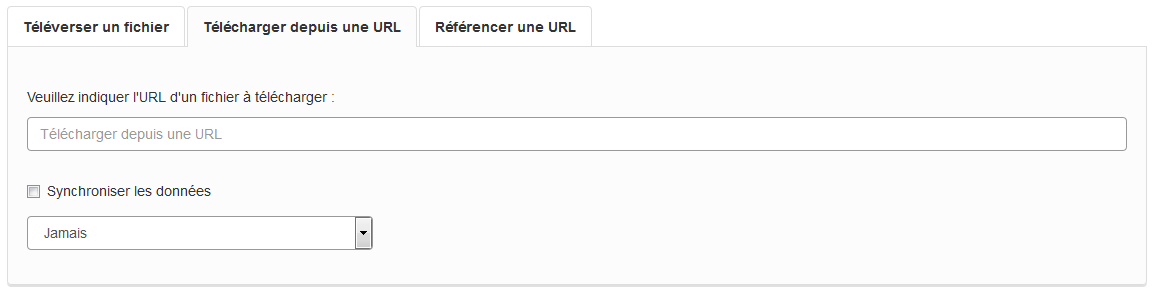 Téléverser un fichier Télécharger depuis une URL Référencer une URL
Veuillez indiquer l'URL d'un fichier à télécharger :
Télécharger depuis une URL
Synchroniser les données
Jamais